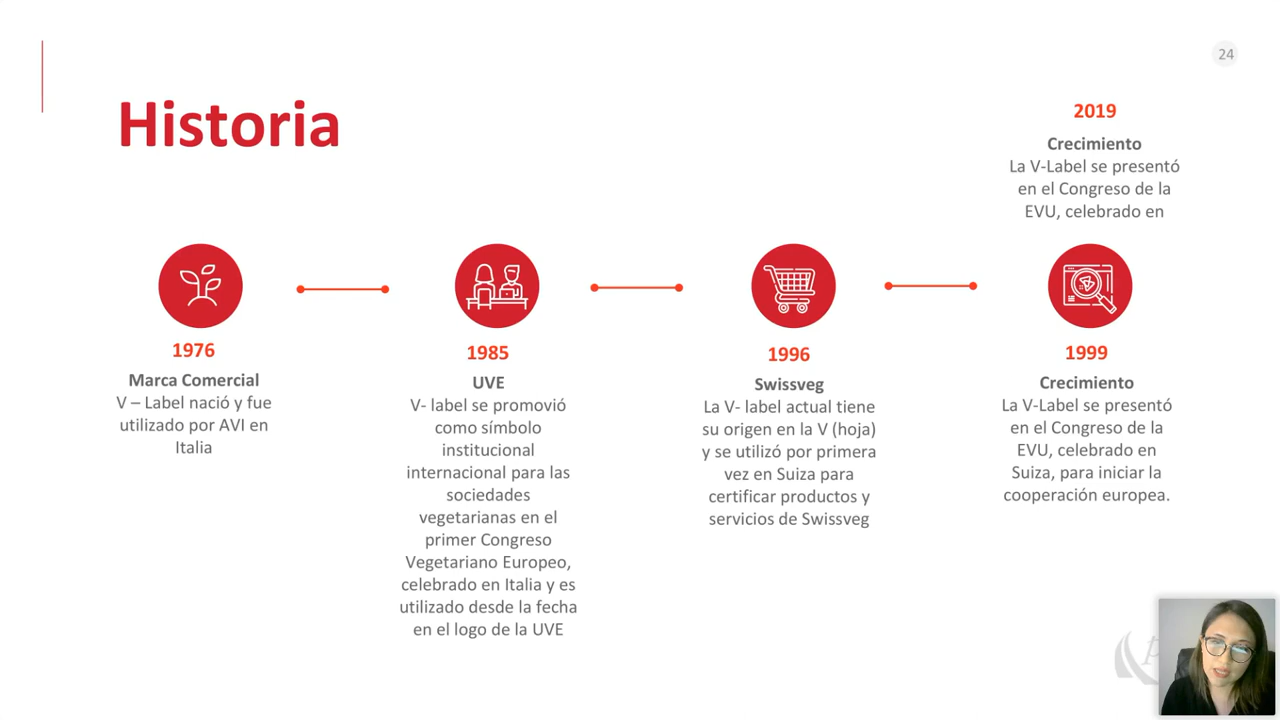 24
Historia
2019
Crecimiento
La V-Label se presentó
en el Congreso de la
EVU, celebrado en
1976
Marca Comercial
V – Label nació y fue
utilizado por AVI en
Italia
1985
UVE
V- label se promovió
como símbolo
institucional
internacional para las
sociedades
vegetarianas en el
primer Congreso
Vegetariano Europeo,
celebrado en Italia y es
utilizado desde la fecha
en el logo de la UVE
1996
Swissveg
La V- label actual tiene
su origen en la V (hoja)
y se utilizó por primera
vez en Suiza para
certificar productos y
servicios de Swissveg
1999
Crecimiento
La V-Label se presentó
en el Congreso de la
EVU, celebrado en
Suiza, para iniciar la
cooperación europea.